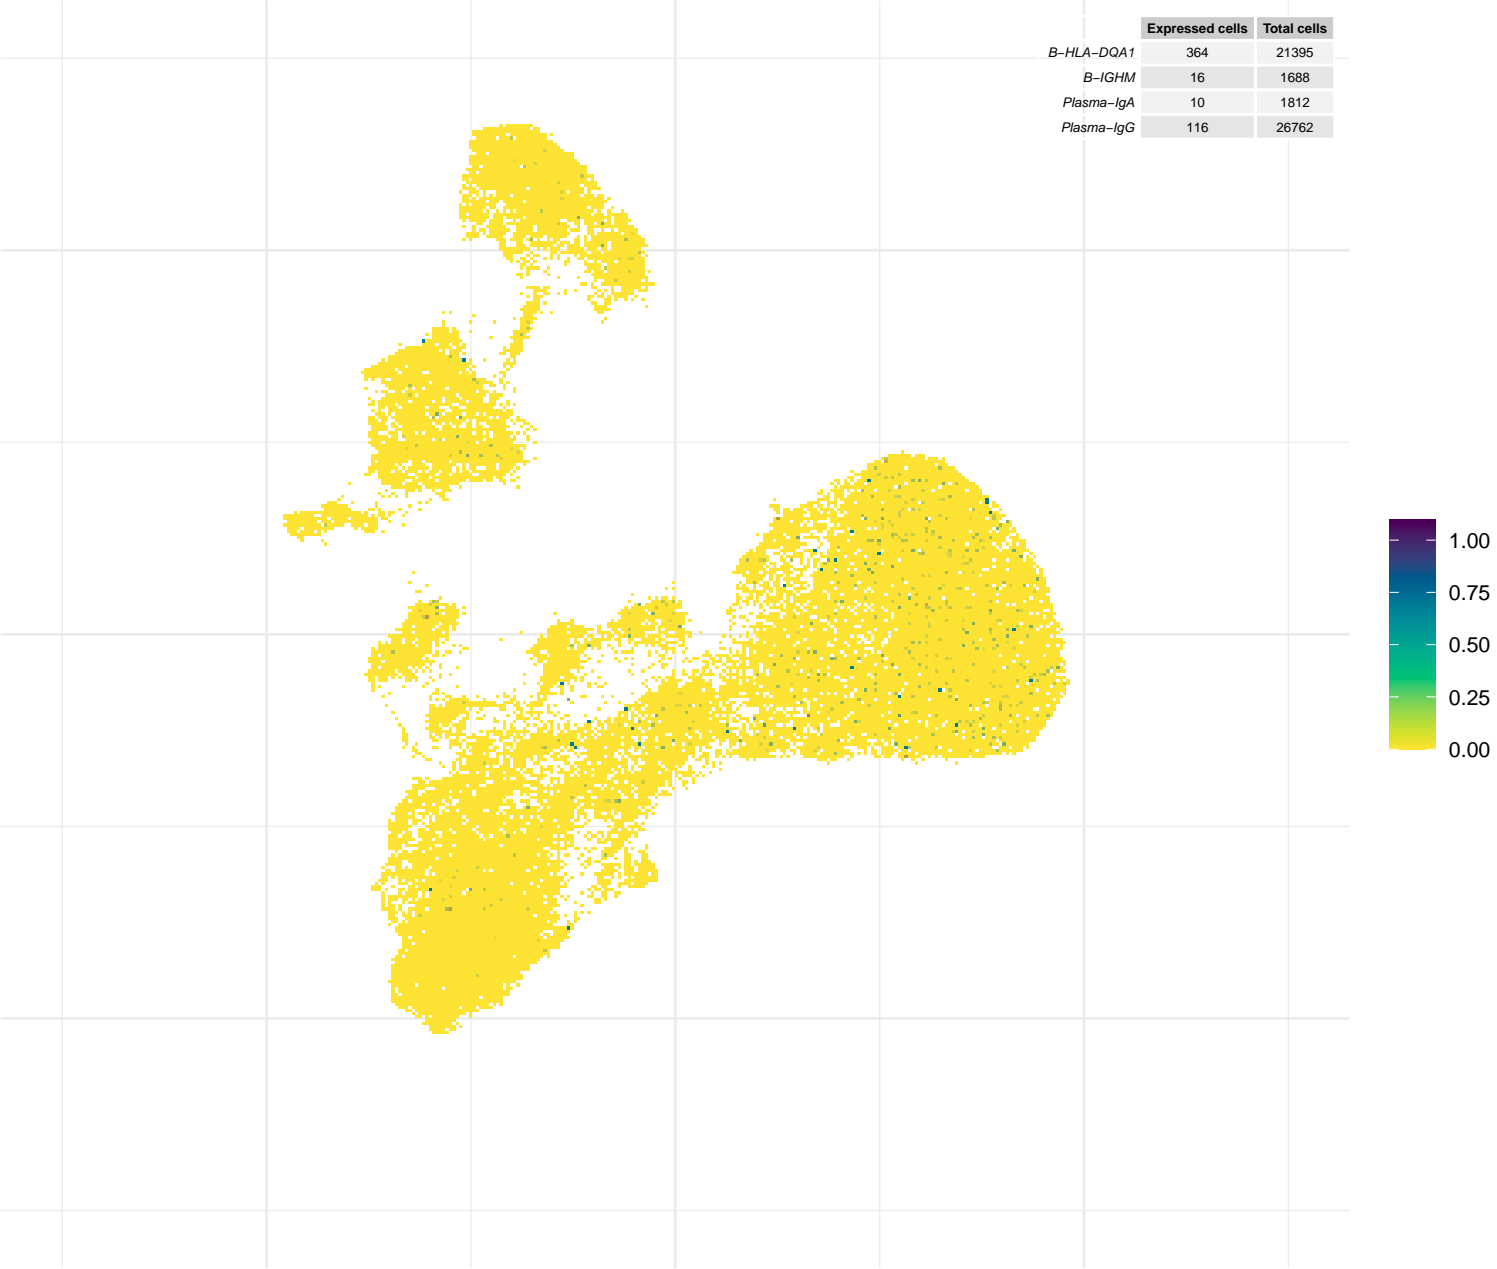 Expressed cells Total cells
B−HLA−DQA1 364 21395
B−IGHM 16 1688
Plasma−IgA 10 1812
Plasma−IgG 116 26762
1.00
0.75
0.50
0.25
0.00